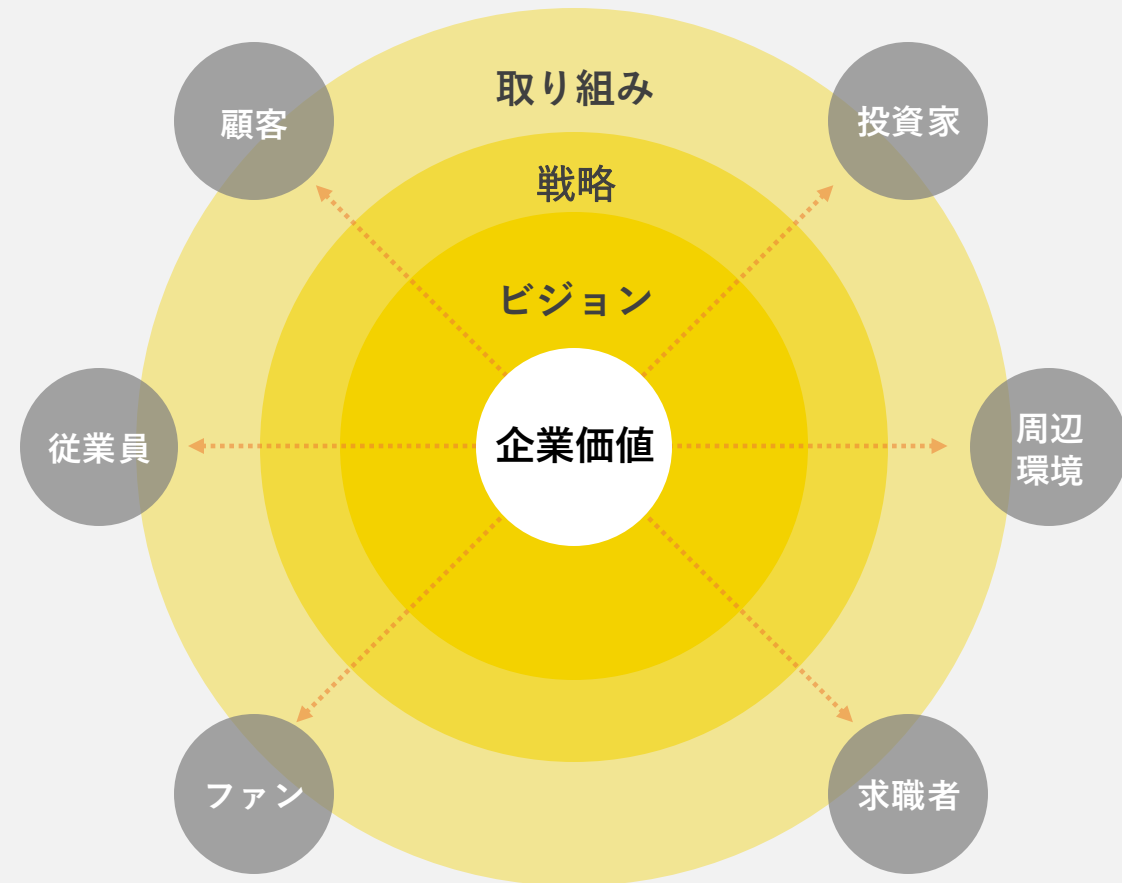 取り組み
顧客
投資家
戦略
ビジョン
従業員
企業価値
周辺
環境
ファン
求職者